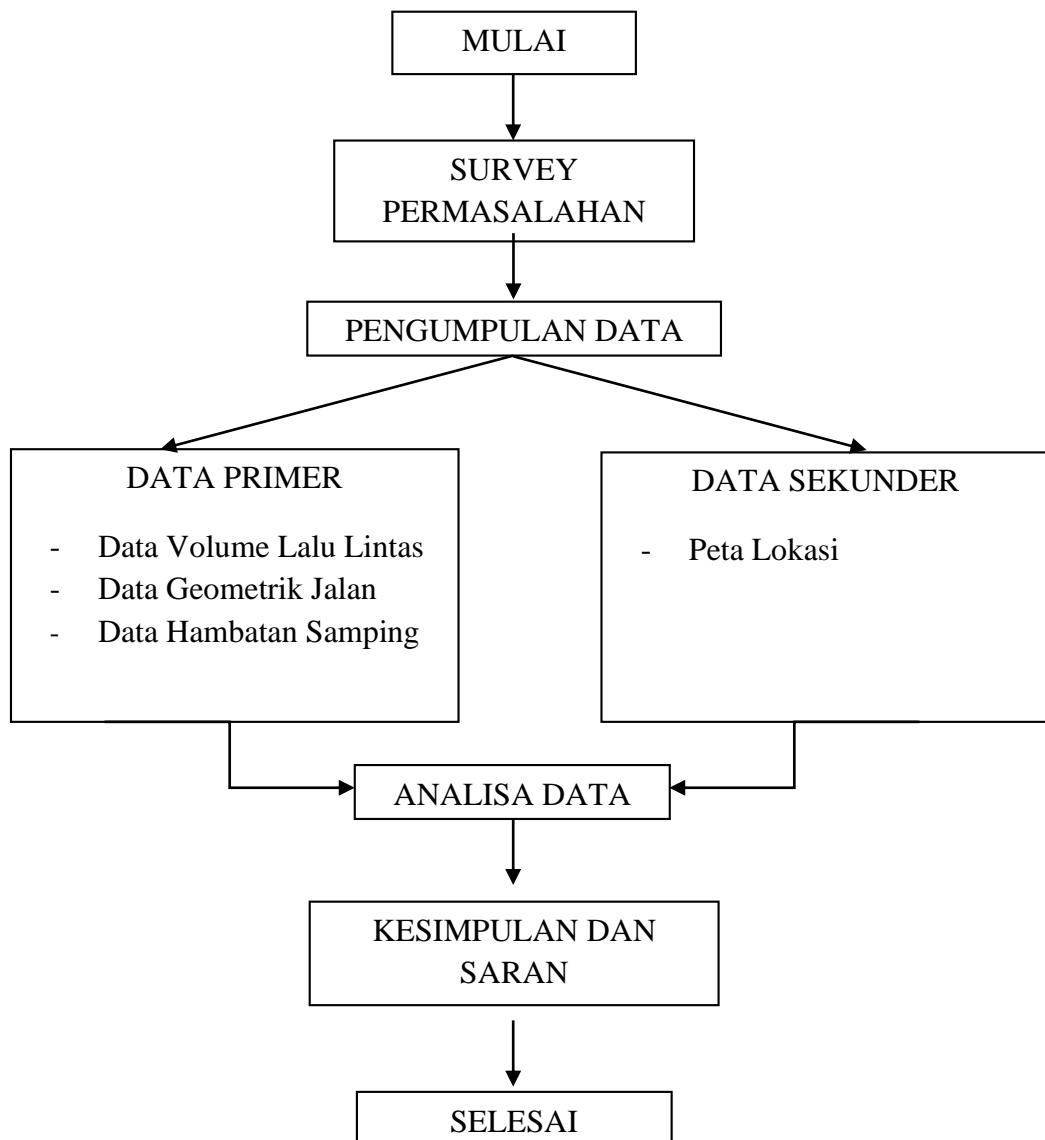 MULAI
SURVEY
PERMASALAHAN
PENGUMPULAN DATA
DATA PRIMER
- Data Volume Lalu Lintas
- Data Geometrik Jalan
- Data Hambatan Samping
DATA SEKUNDER
- Peta Lokasi
ANALISA DATA
KESIMPULAN DAN
SARAN
SELESAI